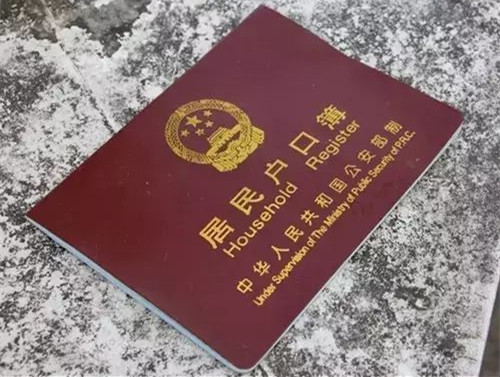 居民户口簿
Household Register
中华人民共和国公安部制
Under Supervision of The Ministry of Public Security of P.R.C.